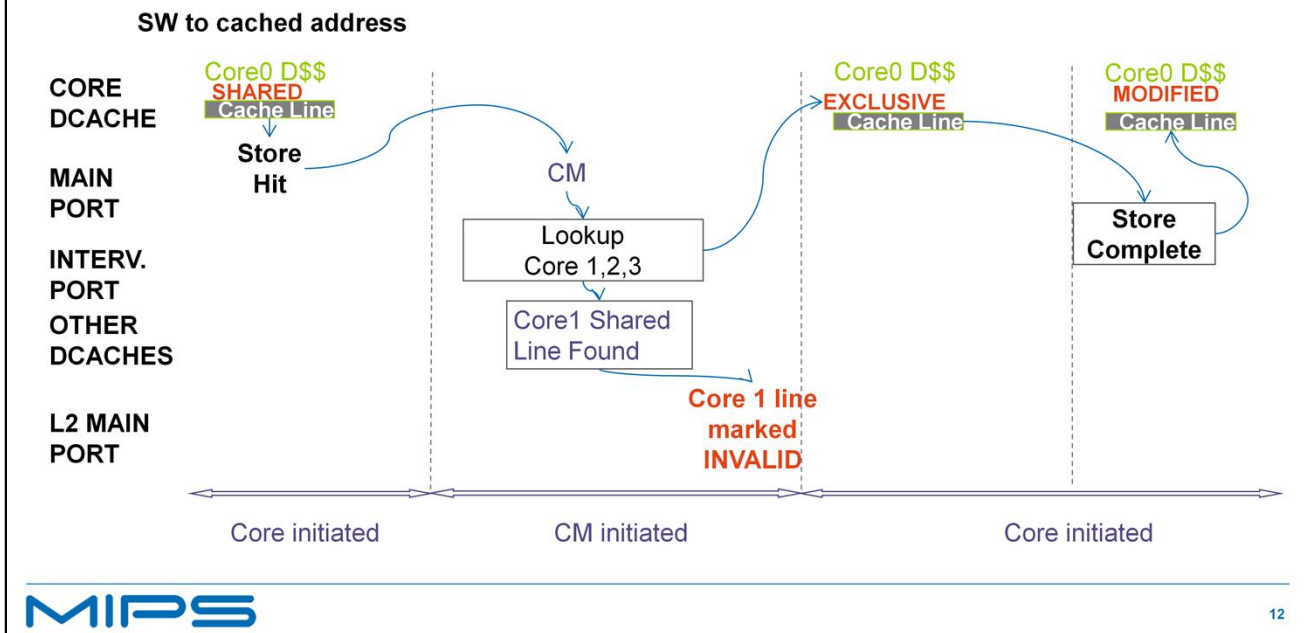 SW to cached address
CORE
DCACHE
MAIN
PORT
INTERV.
PORT
OTHER
DCACHES
L2 MAIN
PORT
Core0 D$$
SHARED
Cache Line
Store
Hit
CM
Lookup
Core 1,2,3
Core1 Shared
Line Found
Core 1 line
marked
INVALID
Core0 D$$
EXCLUSIVE
Cache Line
Core0 D$$
MODIFIED
Cache Line
Store
Complete
Core initiated
CM initiated
Core initiated
MIPS
12